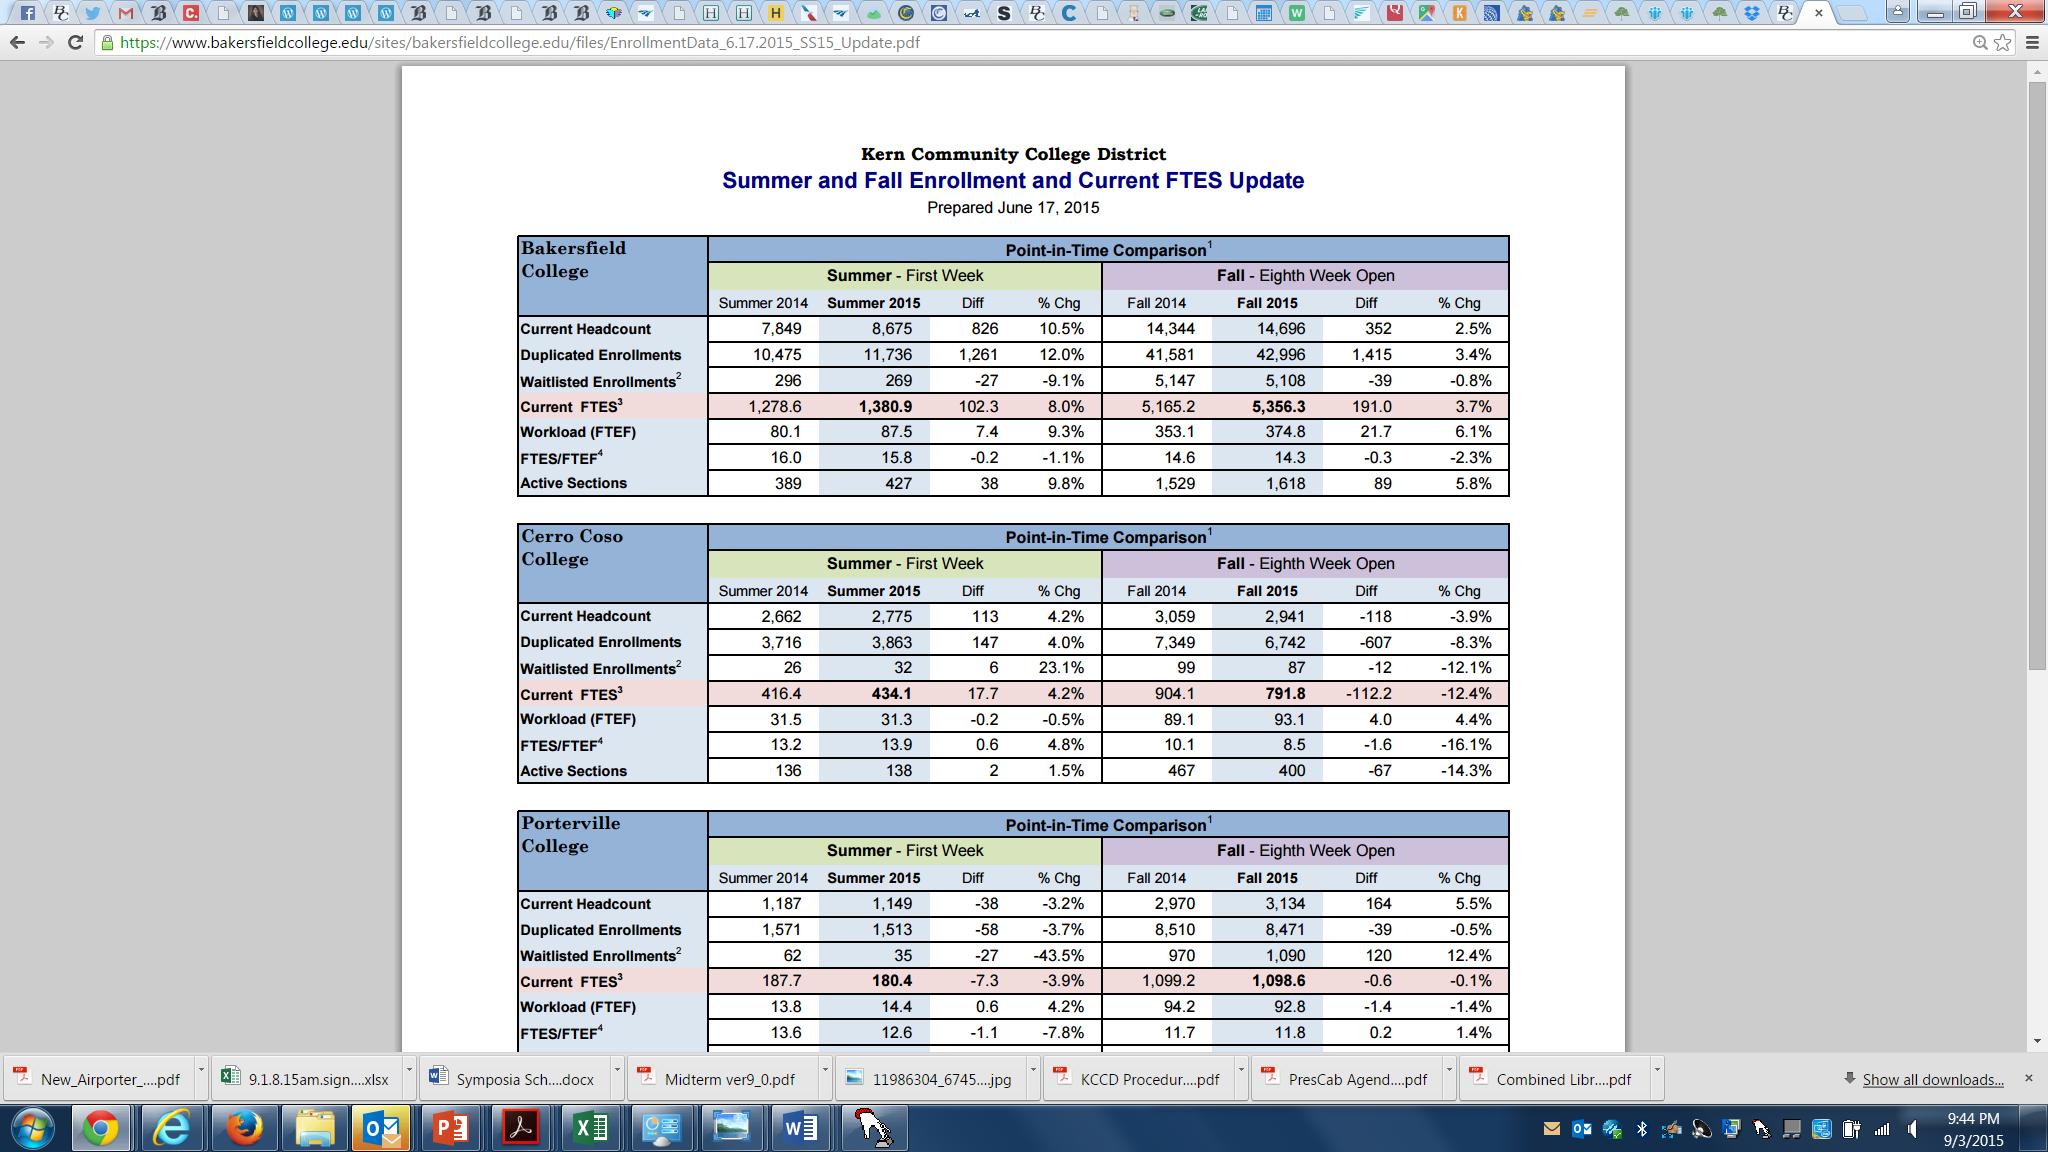 https://www.bakersfieldcollege.edu/sites/bakersfieldcollege.edu/files/EnrollmentData_6.17.2015_SS15_Update.pdf
Kern Community College District
Summer and Fall Enrollment and Current FTES Update
Prepared June 17, 2015
Bakersfield College Point-in-Time Comparison1
Summer - First Week Fall - Eighth Week Open
Summer 2014 Summer 2015 Diff % Chg Fall 2014 Fall 2015 Diff % Chg
Current Headcount 7,849 8,675 826 10.5% 14,344 14,696 352 2.5%
Duplicated Enrollments 10,475 11,736 1,261 12.0% 41,581 42,996 1,415 3.4%
Waitlisted Enrollments2 296 269 -27 -9.1% 5,147 5,108 -39 -0.8%
Current FTES3 1,278.6 1,380.9 102.3 8.0% 5,165.2 5,356.3 191.0 3.7%
Workload (FTEF) 80.1 87.5 7.4 9.3% 353.1 374.8 21.7 6.1%
FTES/FTEF4 16.0 15.8 -0.2 -1.1% 14.6 14.3 -0.3 -2.3%
Active Sections 389 427 38 9.8% 1,529 1,618 89 5.8%
Cerro Coso College Point-in-Time Comparison1
Summer - First Week Fall - Eighth Week Open
Summer 2014 Summer 2015 Diff % Chg Fall 2014 Fall 2015 Diff % Chg
Current Headcount 2,662 2,775 113 4.2% 3,059 2,941 -118 -3.9%
Duplicated Enrollments 3,716 3,863 147 4.0% 7,349 6,742 -607 -8.3%
Waitlisted Enrollments2 26 32 6 23.1% 99 87 -12 -12.1%
Current FTES3 416.4 434.1 17.7 4.2% 904.1 791.8 -112.2 -12.4%
Workload (FTEF) 31.5 31.3 -0.2 -0.5% 89.1 93.1 4.0 4.4%
FTES/FTEF4 13.2 13.9 0.6 4.8% 10.1 8.5 -1.6 -16.1%
Active Sections 136 138 2 1.5% 467 400 -67 -14.3%
Porterville College Point-in-Time Comparison1
Summer - First Week Fall - Eighth Week Open
Summer 2014 Summer 2015 Diff % Chg Fall 2014 Fall 2015 Diff % Chg
Current Headcount 1,187 1,149 -38 -3.2% 2,970 3,134 164 5.5%
Duplicated Enrollments 1,571 1,513 -58 -3.7% 8,510 8,471 -39 -0.5%
Waitlisted Enrollments2 62 35 -27 -43.5% 970 1,090 120 12.4%
Current FTES3 187.7 180.4 -7.3 -3.9% 1,099.2 1,098.6 -0.6 -0.1%
Workload (FTEF) 13.8 14.4 0.6 4.2% 94.2 92.8 -1.4 -1.4%
FTES/FTEF4 13.6 12.6 -1.1 -7.8% 11.7 11.8 0.2 1.4%
New_Airporter_....pdf 9.1.8.15am.sign....xlsx Symposia Sch....docx Midterm ver9_0.pdf 11986304_6745....jpg KCCD Procedur....pdf PresCab Agend....pdf Combined Libr....pdf Show all downloads...
9:44 PM
9/3/2015